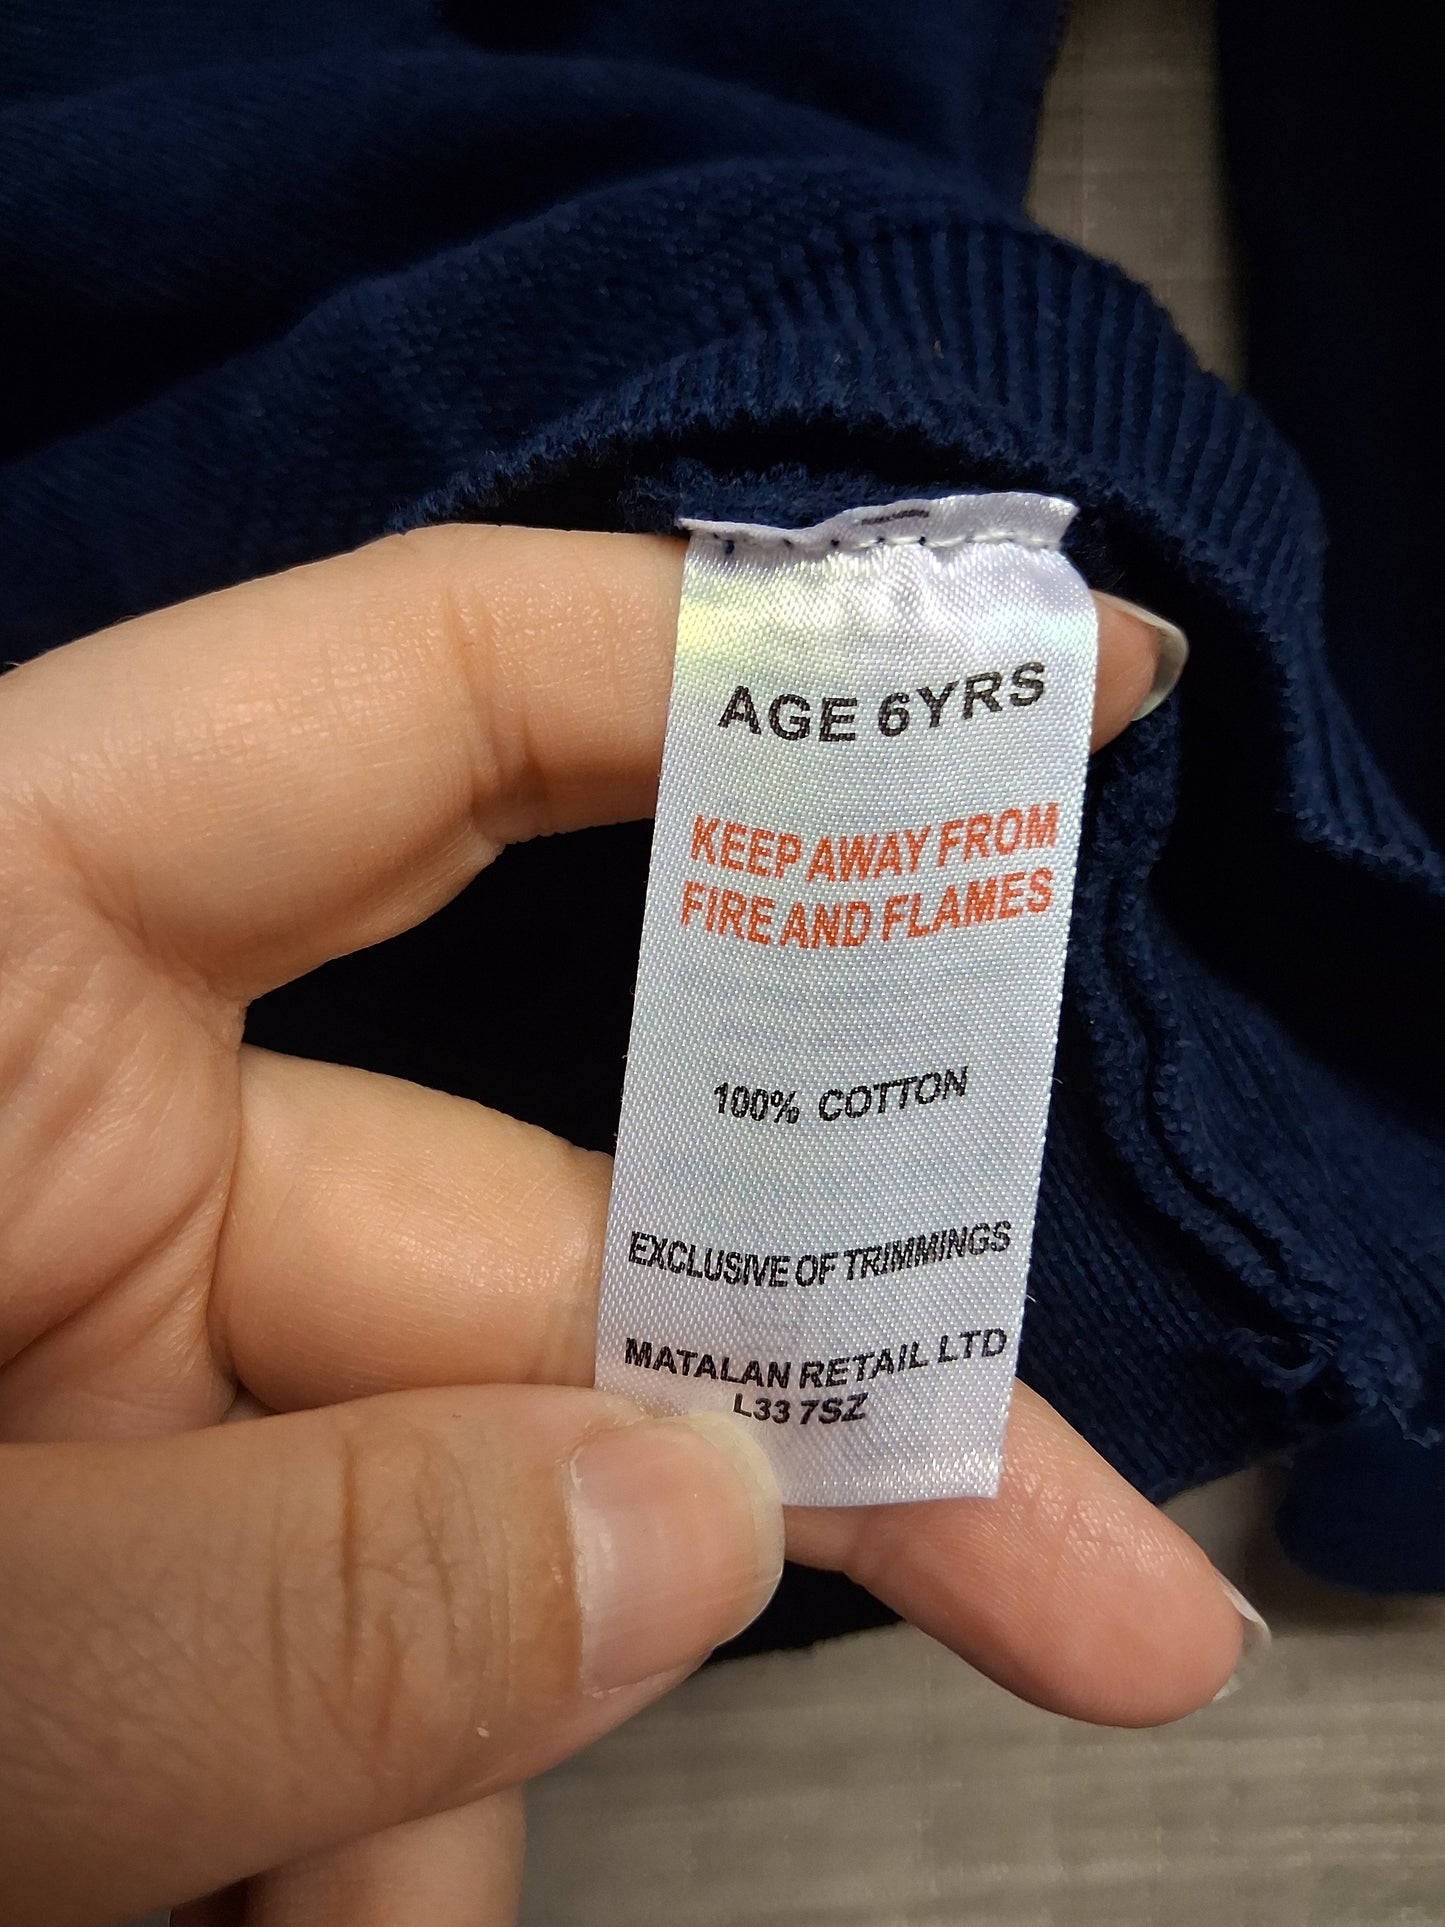 AGE 6YRS
KEEP AWAY FROM
FIRE AND FLAMES
100% COTTON
EXCLUSIVE OF TRIMMINGS
MATALAN RETAIL LTD
L33 7SZ